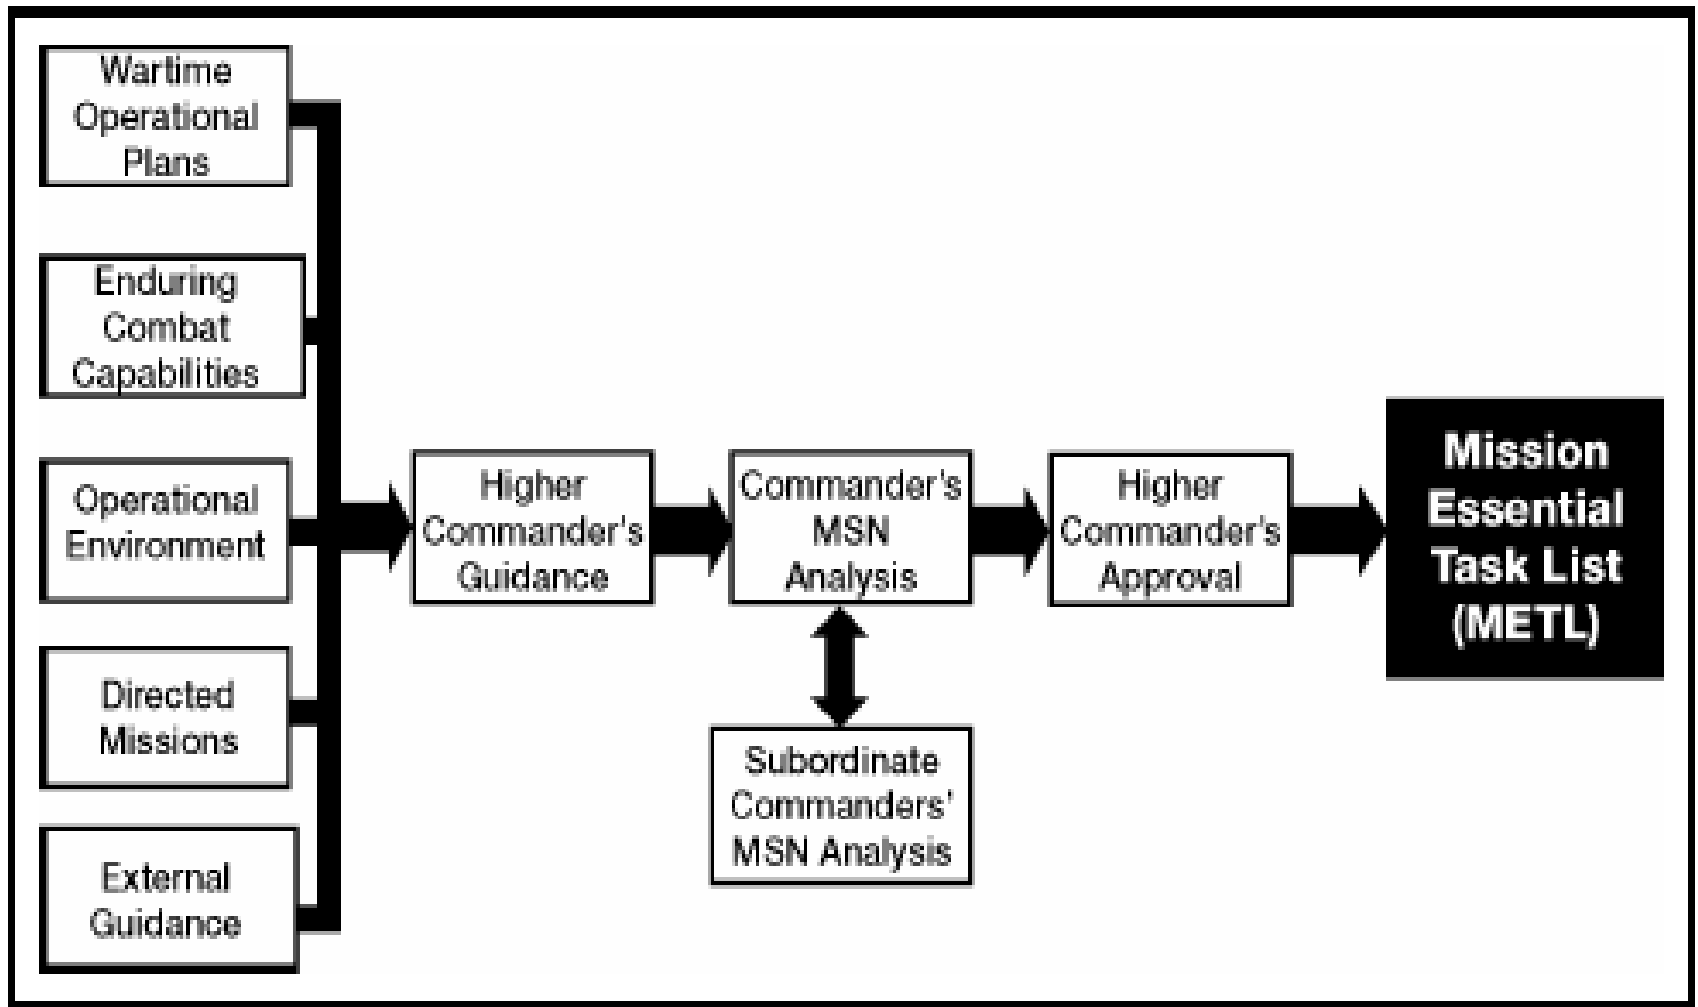 Wartime
Operational
Plans
Enduring
Combat
Capabilities
Operational
Environment
Directed
Missions
External
Guidance
Higher
Commander's
Guidance
Commander's
MSN
Analysis
Subordinate
Commanders'
MSN Analysis
Higher
Commander's
Approval
Mission
Essential
Task List
(METL)